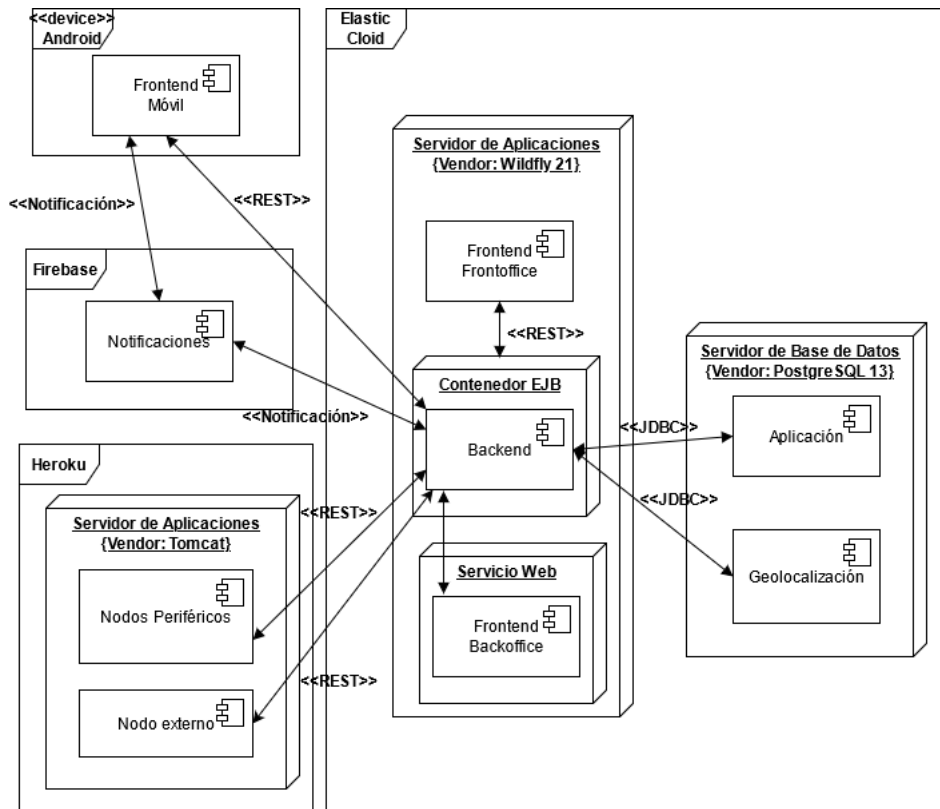 <<device>>
Android
Frontend
Móvil
<<Notificación>>
<<REST>>
Firebase
Notificaciones
<<Notificación>>
Heroku
Servidor de Aplicaciones
{Vendor: Tomcat}
Nodos Periféricos
Nodo externo
<<REST>>
<<REST>>
Elastic
Cloid
Servidor de Aplicaciones
{Vendor: Wildfly 21}
Frontend
Frontoffice
<<REST>>
Contenedor EJB
Backend
Servicio Web
Frontend
Backoffice
<<JDBC>>
<<JDBC>>
Servidor de Base de Datos
{Vendor: PostgreSQL 13}
Aplicación
Geolocalización